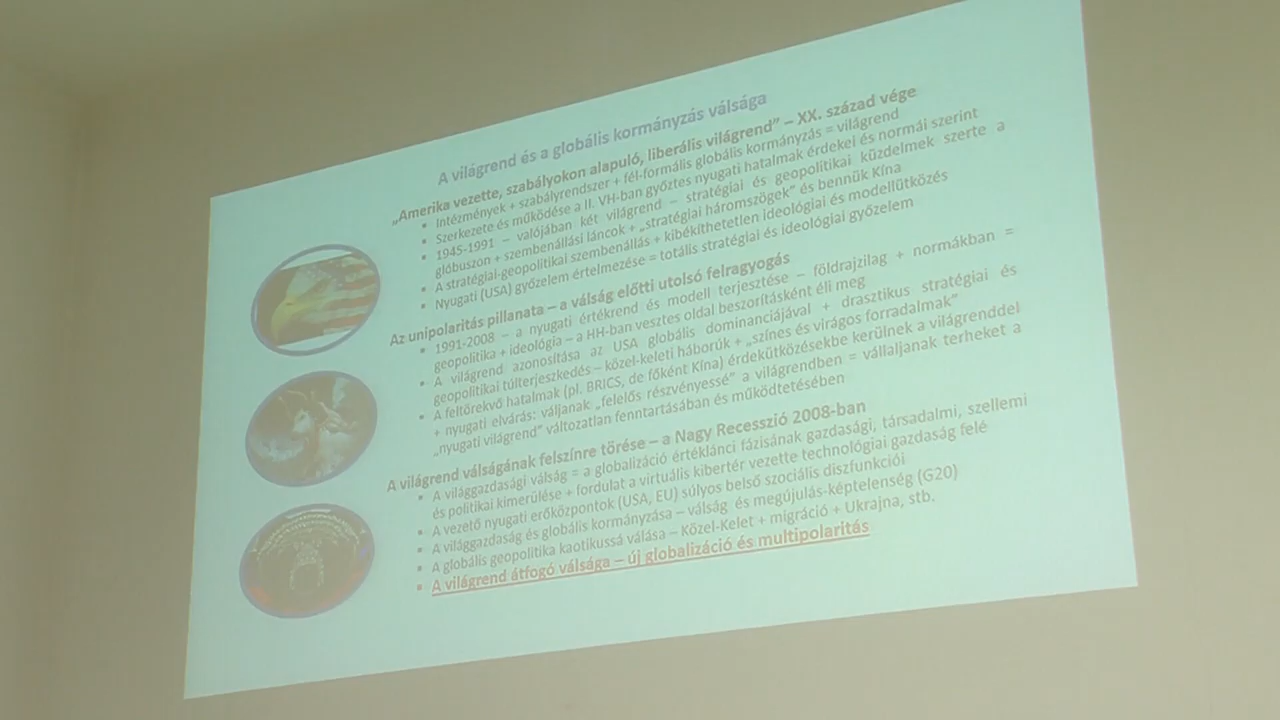 A világrend és a globális kormányzás válsága
„Amerika vezette, szabályokon alapuló, liberális világrend” – XX. század vége
▪ Intézmények + szabályrendszer + fél-formális globális kormányzás = világrend
▪ Szerkezete és működése a II. VH-ban győztes nyugati hatalmak érdekei és normái szerint
▪ 1945-1991 – valójában két világrend – stratégiai és geopolitikai küzdelmek szerte a
glóbuszon + szembenállási láncok + „stratégiai háromszögek” és bennük Kína
▪ A stratégiai-geopolitikai szembenállás + kibékíthetetlen ideológiai és modellütközés
▪ Nyugati (USA) győzelem értelmezése = totális stratégiai és ideológiai győzelem
Az unipolaritás pillanata – a válság előtti utolsó felragyogás
▪ 1991-2008 – a nyugati értékrend és modell terjesztése – földrajzilag + normákban =
geopolitika + ideológia – a HH-ban vesztes oldal beszorításként éli meg
▪ A világrend azonosítása az USA globális dominanciájával + drasztikus stratégiai és
geopolitikai túlterjeszkedés – közel-keleti háborúk + „színes és virágos forradalmak”
▪ A feltörekvő hatalmak (pl. BRICS, de főként Kína) érdekütközésekbe kerülnek a világrenddel
+ nyugati elvárás: váljanak „felelős részvényessé” a világrendben = vállaljanak terheket a
„nyugati világrend” változatlan fenntartásában és működtetésében
A világrend válságának felszínre törése – a Nagy Recesszió 2008-ban
▪ A világgazdasági válság = a globalizáció értéklánci fázisának gazdasági, társadalmi, szellemi
és politikai kimerülése + fordulat a virtuális kibertér vezette technológiai gazdaság felé
▪ A vezető nyugati erőközpontok (USA, EU) súlyos belső szociális diszfunkciói
▪ A világgazdaság és globális kormányzása – válság és megújulás-képtelenség (G20)
▪ A globális geopolitika kaotikussá válása – Közel-Kelet + migráció + Ukrajna, stb.
▪ A világrend átfogó válsága – új globalizáció és multipolaritás